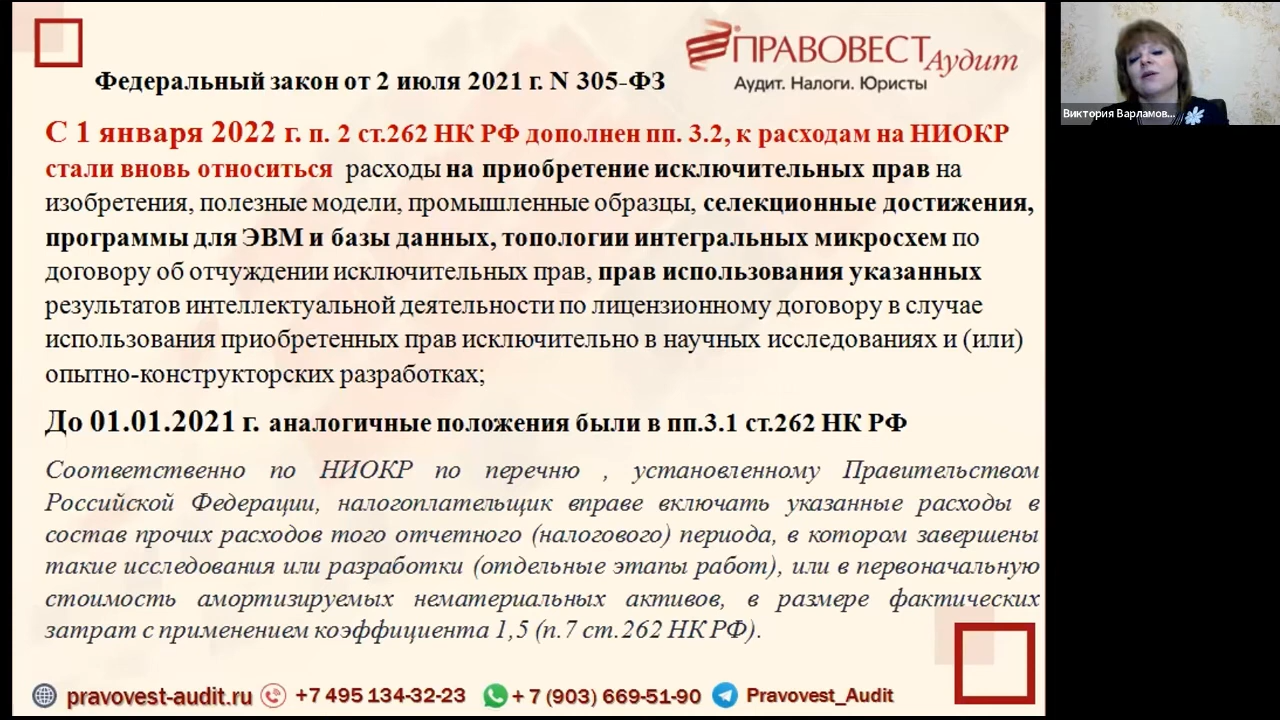 ПРАВОВЕСТ Аудит
Аудит. Налоги. Юристы
Федеральный закон от 2 июля 2021 г. N 305-ФЗ
С 1 января 2022 г. п. 2 ст.262 НК РФ дополнен пп. 3.2, к расходам на НИОКР
стали вновь относиться расходы на приобретение исключительных прав на
изобретения, полезные модели, промышленные образцы, селекционные достижения,
программы для ЭВМ и базы данных, топологии интегральных микросхем по
договору об отчуждении исключительных прав, прав использования указанных
результатов интеллектуальной деятельности по лицензионному договору в случае
использования приобретенных прав исключительно в научных исследованиях и (или)
опытно-конструкторских разработках;
До 01.01.2021 г. аналогичные положения были в пп.3.1 ст.262 НК РФ
Соответственно по НИОКР по перечню , установленному Правительством
Российской Федерации, налогоплательщик вправе включать указанные расходы в
состав прочих расходов того отчетного (налогового) периода, в котором завершены
такие исследования или разработки (отдельные этапы работ), или в первоначальную
стоимость амортизируемых нематериальных активов, в размере фактических
затрат с применением коэффициента 1,5 (п.7 ст.262 НК РФ).
pravovest-audit.ru +7 495 134-32-23 + 7 (903) 669-51-90 Pravovest_Audit
Виктория Варламов...